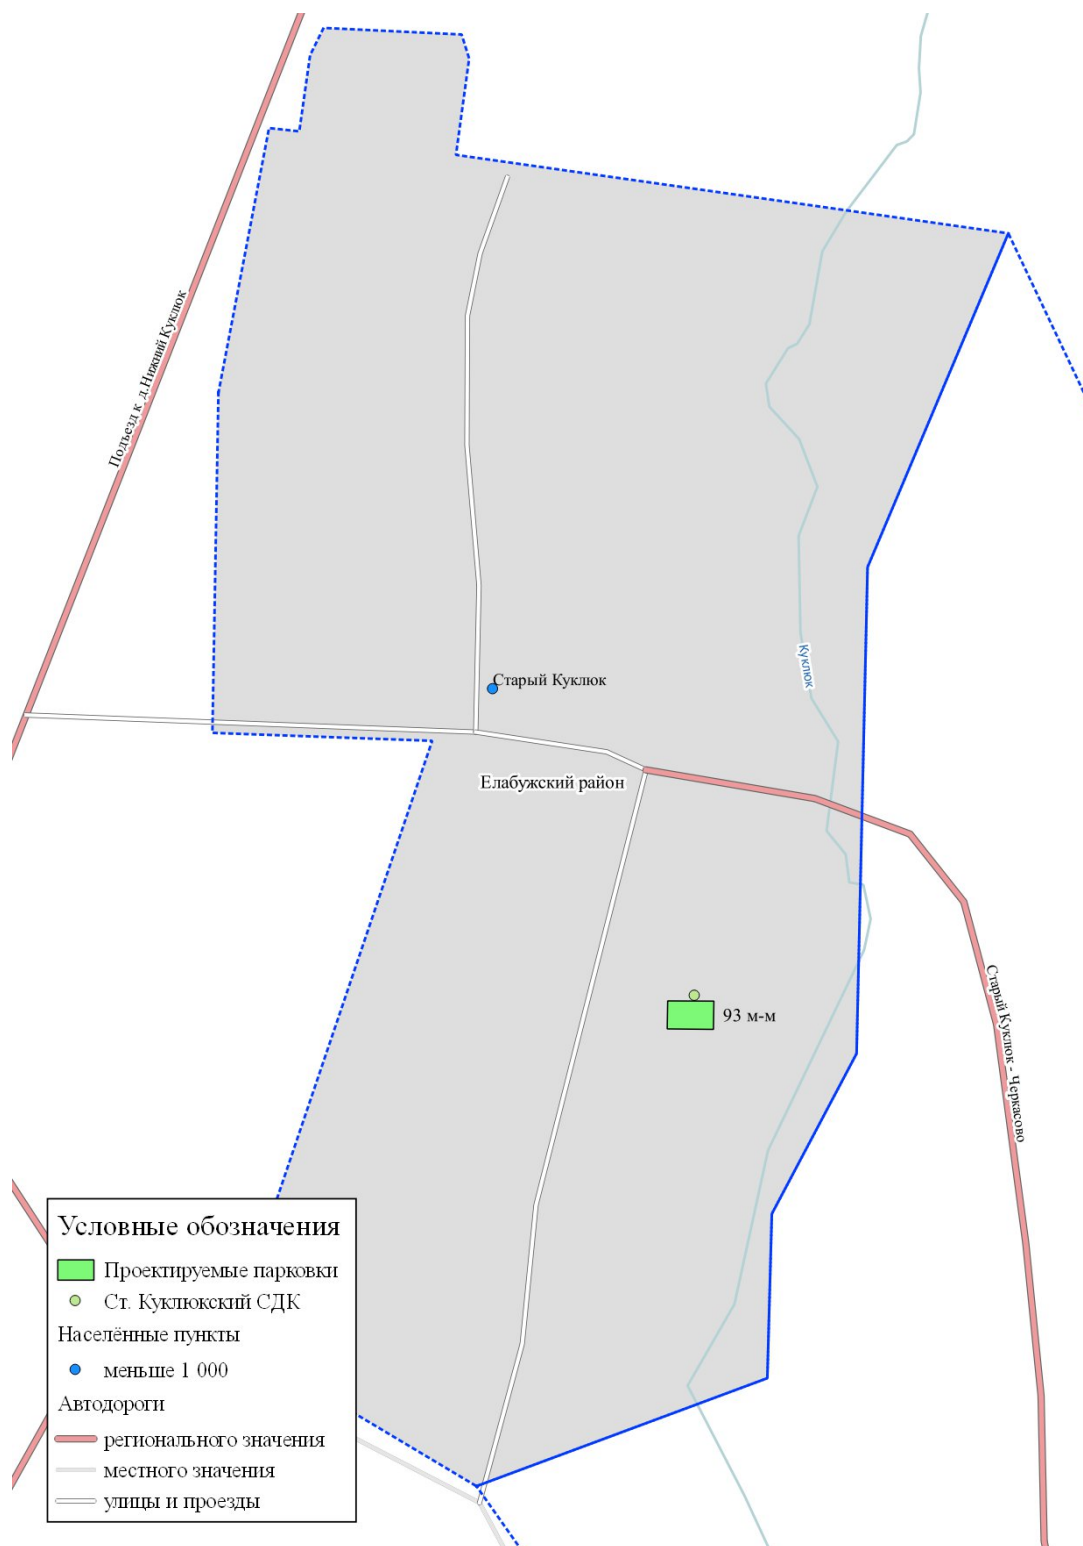 Подъезд к д.Нижний Куклюк
Старый Куклюк
Куклюк
Елабужский район
93 м-м
Старый Куклюк - Черкасово
Условные обозначения
Проектируемые парковки
Ст. Куклюкский СДК
Населённые пункты
меньше 1 000
Автодороги
регионального значения
местного значения
улицы и проезды